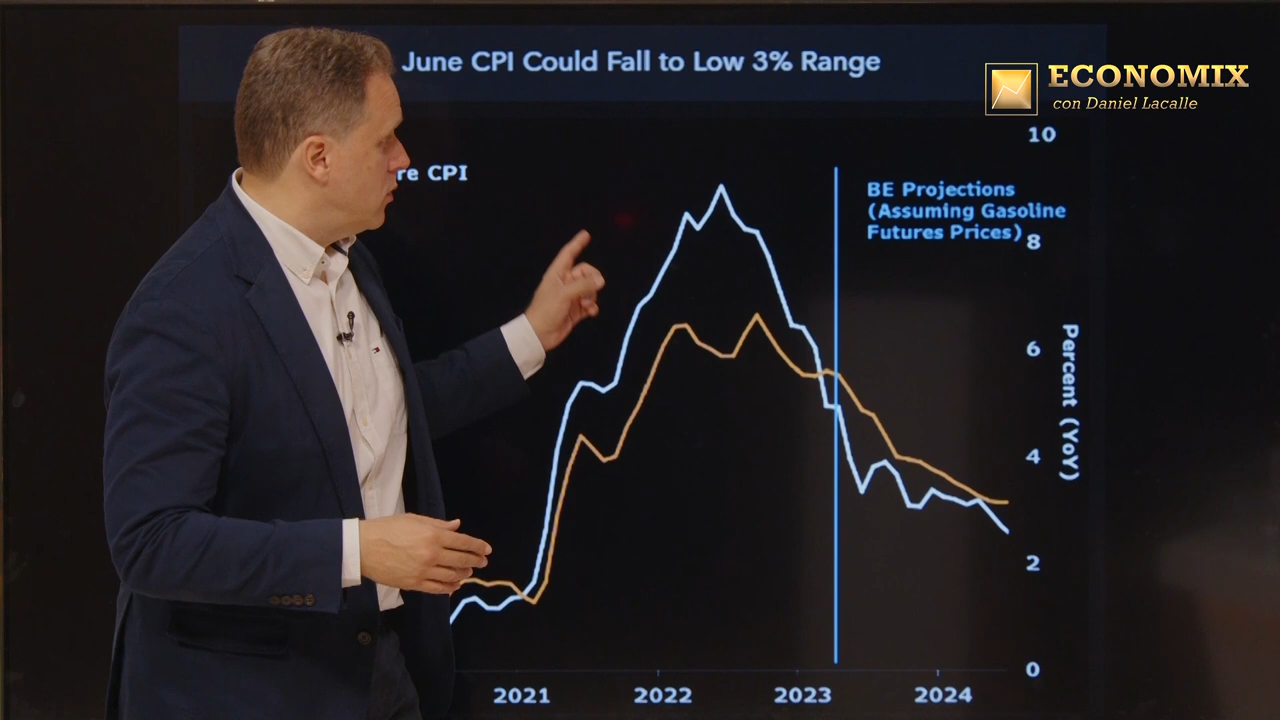 June CPI Could Fall to Low 3% Range
ECONOMIX
con Daniel Lacalle
10
CPI
BE Projections
(Assuming Gasoline
Futures Prices)
8
6
Percent (YoY)
4
2
0
2021 2022 2023 2024